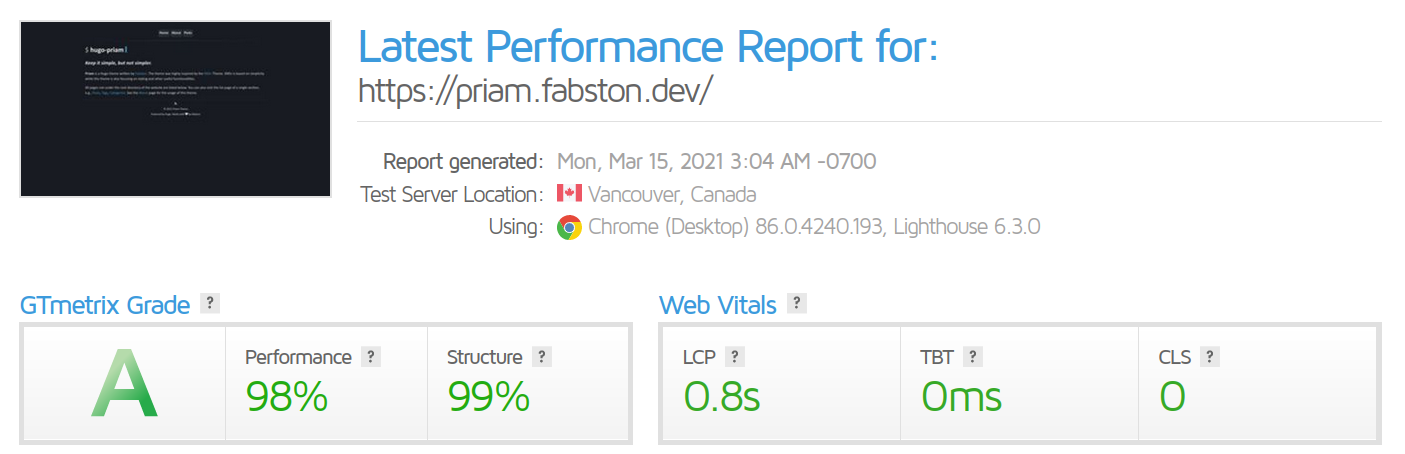 Home About Posts
$ hugo-priam
Keep it simple, but not simpler.
Latest Performance Report for:
https://priam.fabston.dev/
Report generated: Mon, Mar 15, 2021 3:04 AM -0700
Test Server Location: Vancouver, Canada
Using: Chrome (Desktop) 86.0.4240.193, Lighthouse 6.3.0
GTmetrix Grade ?
A
Performance ?
98%
Structure ?
99%
Web Vitals ?
LCP ?
0.8s
TBT ?
0ms
CLS ?
0